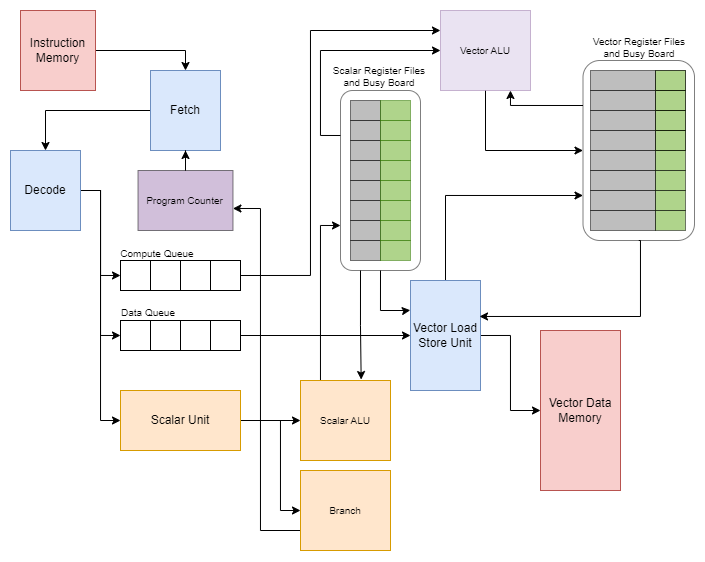 Instruction
Memory
Vector ALU
Vector Register Files
and Busy Board
Scalar Register Files
and Busy Board
Fetch
Decode
Program Counter
Compute Queue
Data Queue
Vector Load
Store Unit
Scalar Unit
Scalar ALU
Vector Data
Memory
Branch